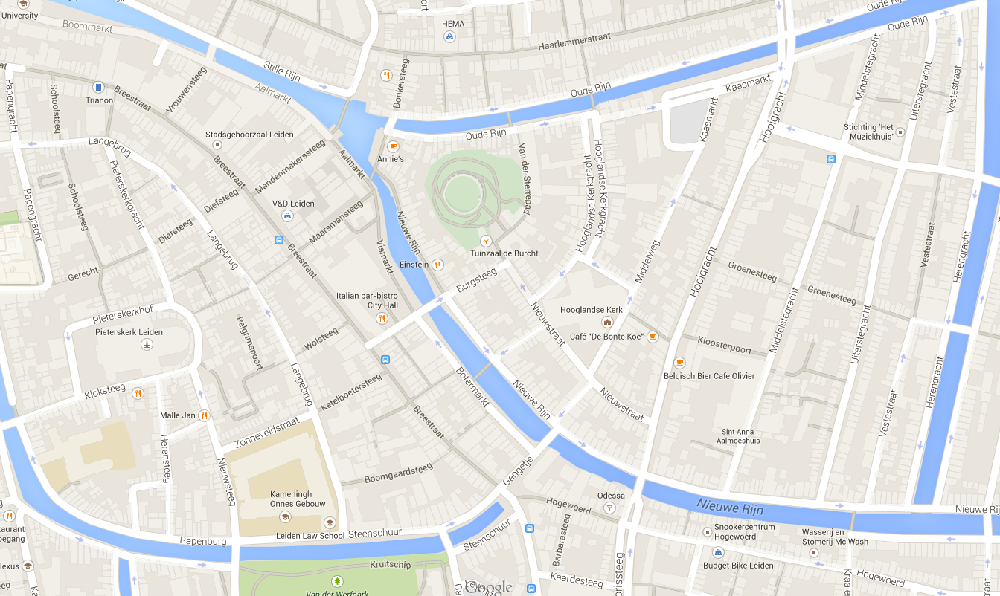 University
Boommarkt
HEMA
Haarlemmerstraat
Oude Rijn
Oude Rijn
Papengracht
Schoolsteeg
Trianon
Breestraat
Vrouwensteeg
Stille Rijn
Aalmarkt
Donkersteeg
Oude Rijn
Kaasmarkt
Kaasmarkt
Hooigracht
Middelstegracht
Uiterstegracht
Vestestraat
Stichting 'Het
Muziekhuis'
Langebrug
Stadsgehoorzaal Leiden
Annie's
Oude Rijn
Van der Sterrepad
Hooglandse Kerkgracht
Hooglandse Kerkgracht
Pieterskerkgracht
Breestraat
Mandenmakerssteeg
Aalmarkt
Papengracht
Schoolsteeg
Diefsteeg
V&D Leiden
Maarsmansteeg
Nieuwe Rijn
Diefsteeg
Langebrug
Breestraat
Vismarkt
Tuinzaal de Burcht
Einstein
Burgsteeg
Middelweg
Hooigracht
Groenesteeg
Groenesteeg
Vestestraat
Herengracht
Gerecht
Italian bar-bistro
City Hall
Pieterskerkhof
Pieterskerk Leiden
Pelgrimspoort
Wolsteeg
Nieuwstraat
Hooglandse Kerk
Café "De Bonte Koe"
Kloosterpoort
Middelstegracht
Uiterstegracht
Belgisch Bier Cafe Olivier
Herengracht
Kloksteeg
Langebrug
Ketelboetersteeg
Botermarkt
Nieuwe Rijn
Nieuwstraat
Malle Jan
Zonneveldstraat
Breestraat
Vestestraat
Sint Anna
Aalmoeshuis
Herensteeg
Nieuwsteeg
Boomgaardsteeg
Gangetje
Kamerlingh
Onnes Gebouw
Hogewoerd
Odessa
Nieuwe Rijn
Nieuwe Rij
Leiden Law School
Steenschuur
Rapenburg
Steenschuur
Barbarasteeg
Snookercentrum
Hogewoerd
Wasserij en
Stomerij Mc Wash
Budget Bike Leiden
Kruitschip
Kaardesteeg
Hogewoerd
Van der Werfpark
Google